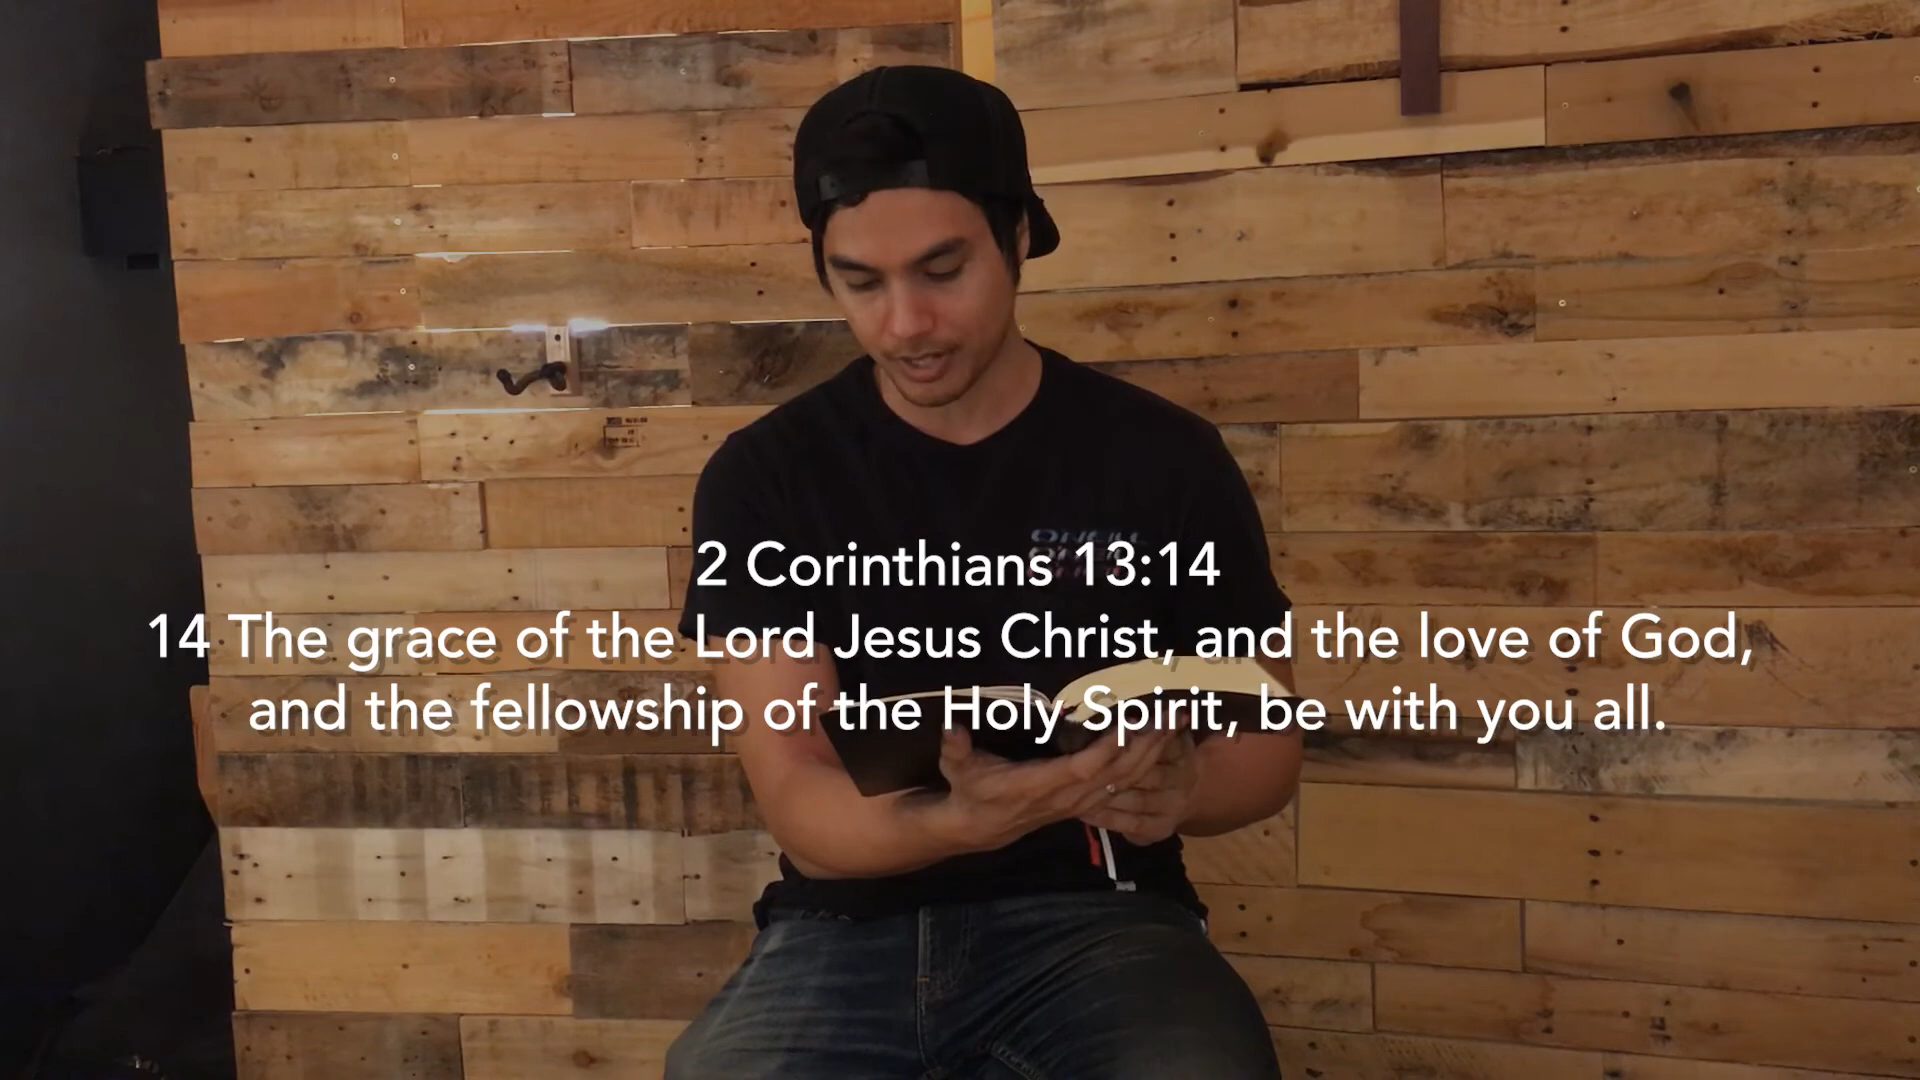 O'NEILL
2 Corinthians 13:14
14 The grace of the Lord Jesus Christ, and the love of God,
and the fellowship of the Holy Spirit, be with you all.